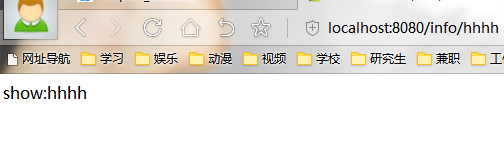 localhost:8080/info/hhhh
网址导航 学习 娱乐 动漫 视频 学校 研究生 兼职
show:hhhh